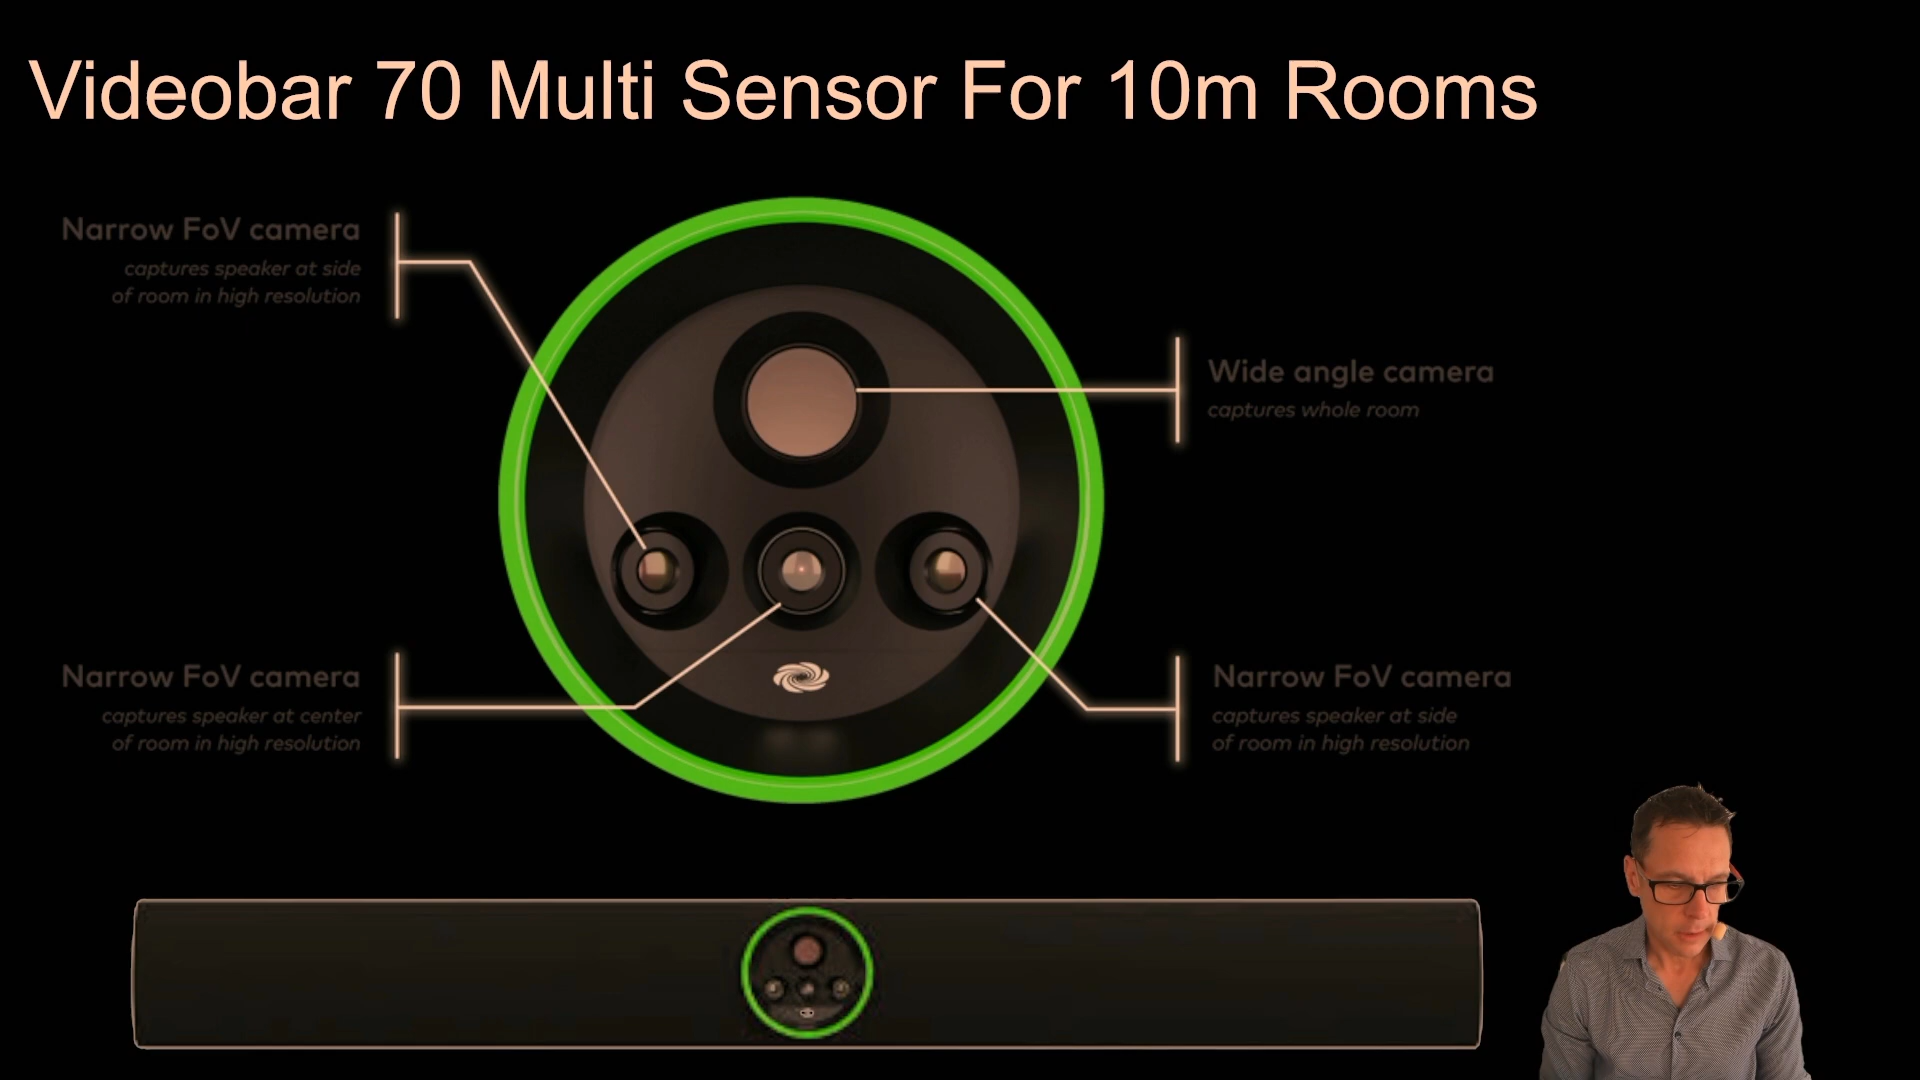 Videobar 70 Multi Sensor For 10m Rooms
Narrow FoV camera
captures speaker at side
of room in high resolution
Wide angle camera
captures whole room
Narrow FoV camera
captures speaker at center
of room in high resolution
Narrow FoV camera
captures speaker at side
of room in high resolution